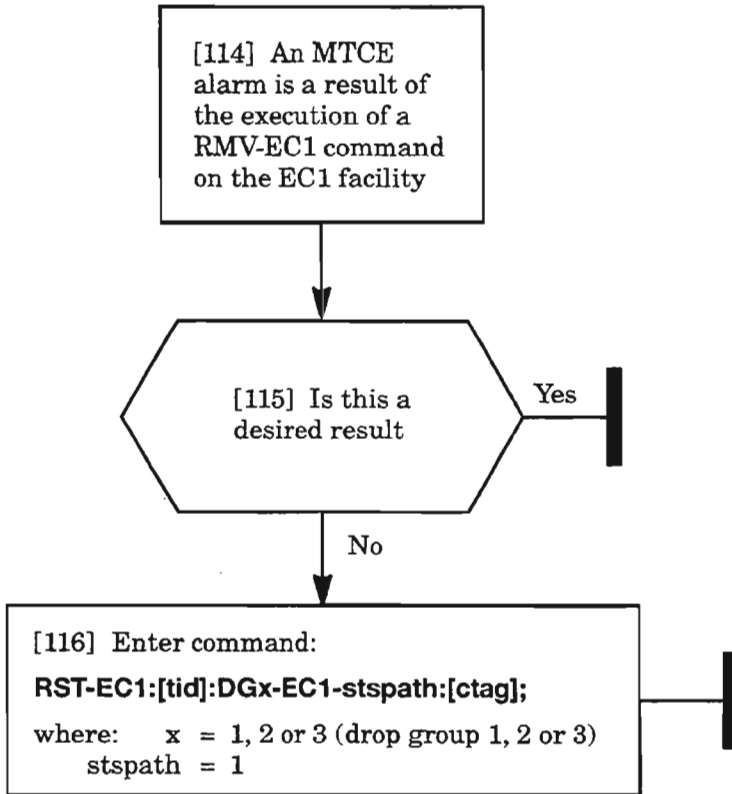 [114] An MTCE
alarm is a result of
the execution of a
RMV-EC1 command
on the EC1 facility
[115] Is this a
desired result
Yes
No
[116] Enter command:
RST-EC1:[tid]:DGx-EC1-stspath:[ctag];
where: x = 1, 2 or 3 (drop group 1, 2 or 3)
stspath = 1